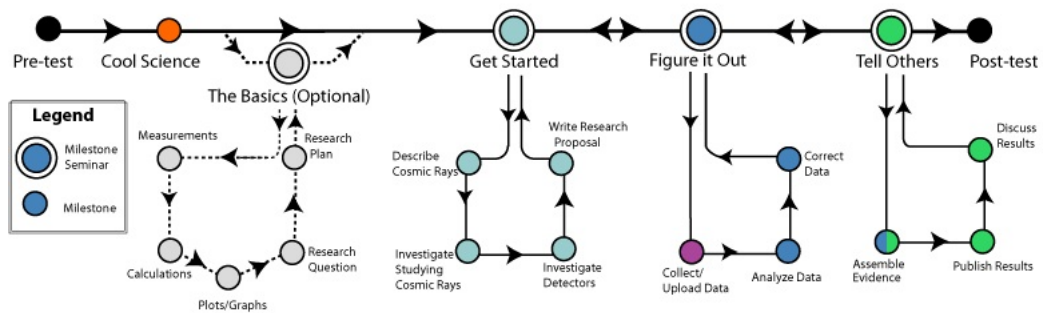 Pre-test
Cool Science
The Basics (Optional)
Get Started
Figure it Out
Tell Others
Post-test
Legend
Milestone
Seminar
Milestone
Measurements
Research
Plan
Calculations
Plots/Graphs
Research
Question
Describe
Cosmic Rays
Write Research
Proposal
Investigate
Studying
Cosmic Rays
Investigate
Detectors
Correct
Data
Collect/
Upload Data
Analyze Data
Discuss
Results
Assemble
Evidence
Publish Results